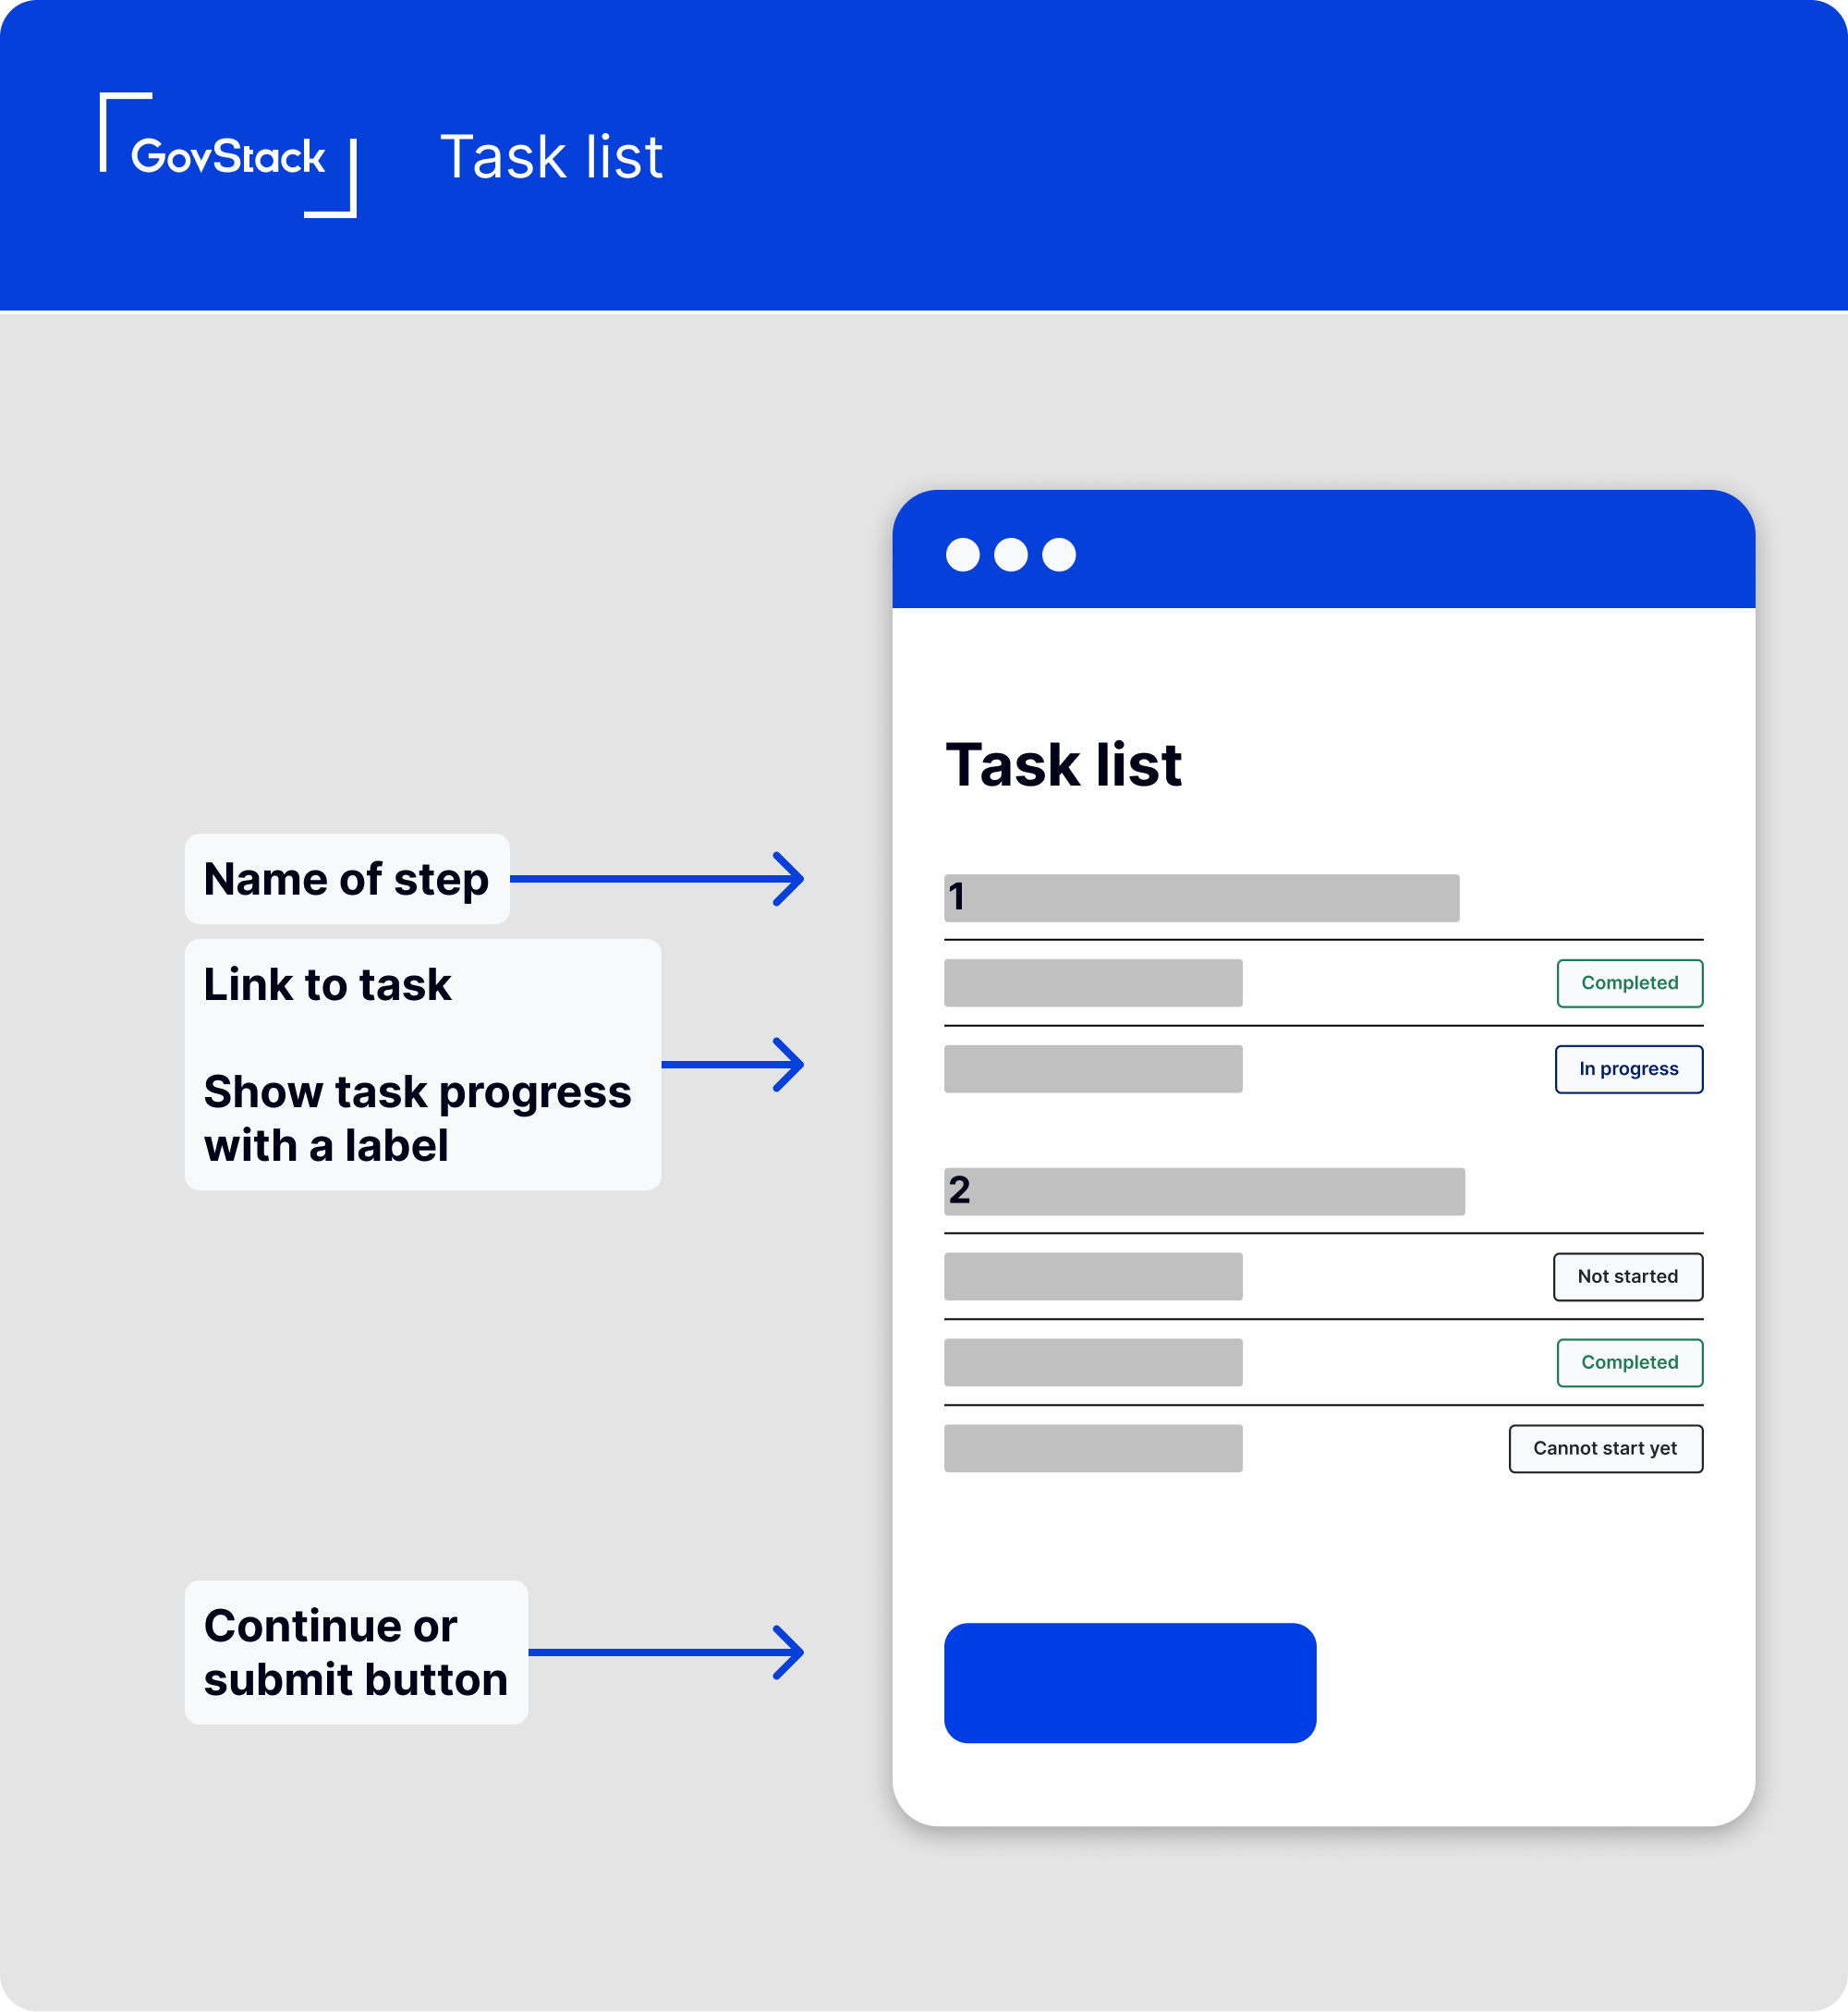 GovStack
Task list
Task list
Name of step
1
Link to task
Completed
Show task progress
with a label
In progress
2
Not started
Completed
Cannot start yet
Continue or
submit button